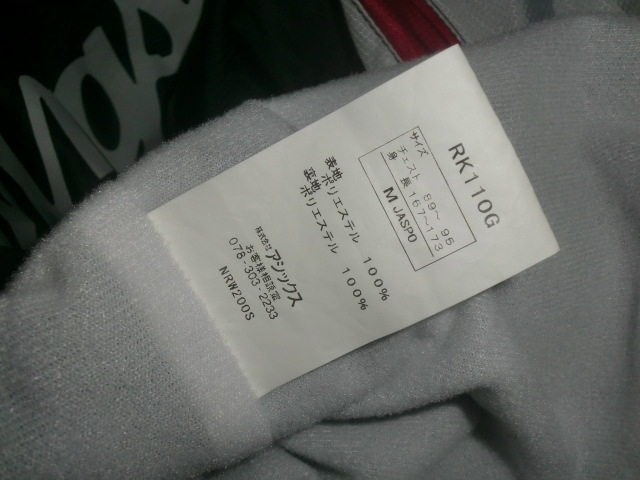 RK110G
サイズ
チェスト 89～95
身 長 167～173
M JASPO
表地 ポリエステル 100%
裏地 ポリエステル 100%
株式会社 アシックス
お客様相談室
078-303-2233
NRW200S